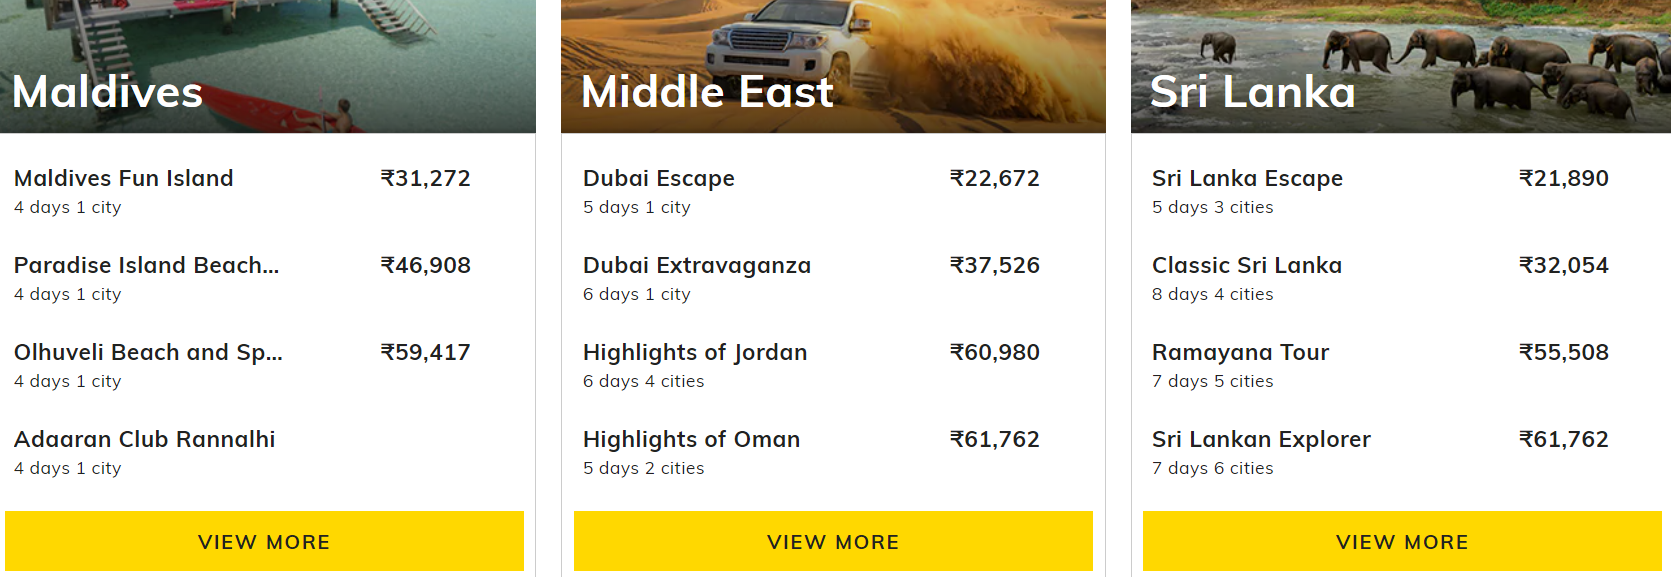 Maldives
Maldives Fun Island ₹31,272
4 days 1 city
Paradise Island Beach... ₹46,908
4 days 1 city
Olhuveli Beach and Sp... ₹59,417
4 days 1 city
Adaaran Club Rannalhi
4 days 1 city
VIEW MORE
Middle East
Dubai Escape ₹22,672
5 days 1 city
Dubai Extravaganza ₹37,526
6 days 1 city
Highlights of Jordan ₹60,980
6 days 4 cities
Highlights of Oman ₹61,762
5 days 2 cities
VIEW MORE
Sri Lanka
Sri Lanka Escape ₹21,890
5 days 3 cities
Classic Sri Lanka ₹32,054
8 days 4 cities
Ramayana Tour ₹55,508
7 days 5 cities
Sri Lankan Explorer ₹61,762
7 days 6 cities
VIEW MORE